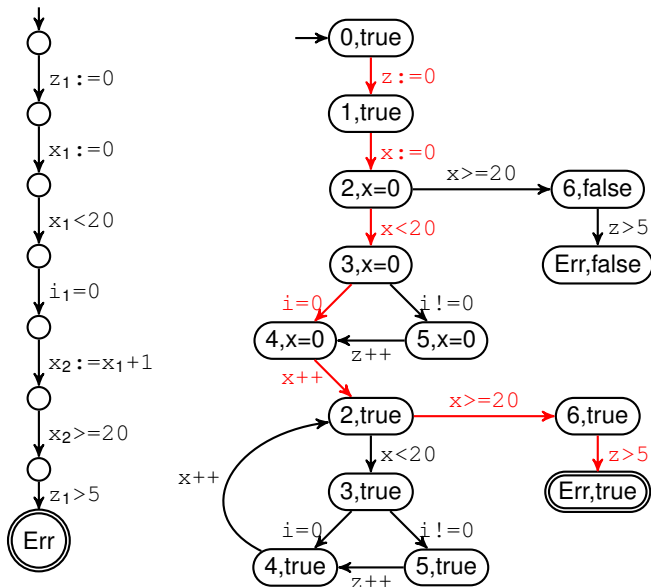 z₁:=0
x₁:=0
x₁<20
i₁=0
x₂:=x₁+1
x₂>=20
z₁>5
Err
0,true
z:=0
1,true
x:=0
2,x=0
x>=20
6,false
x<20
z>5
3,x=0
Err,false
i=0
i!=0
4,x=0
z++
5,x=0
x++
2,true
x>=20
6,true
x<20
z>5
x++
3,true
Err,true
i=0
i!=0
4,true
z++
5,true